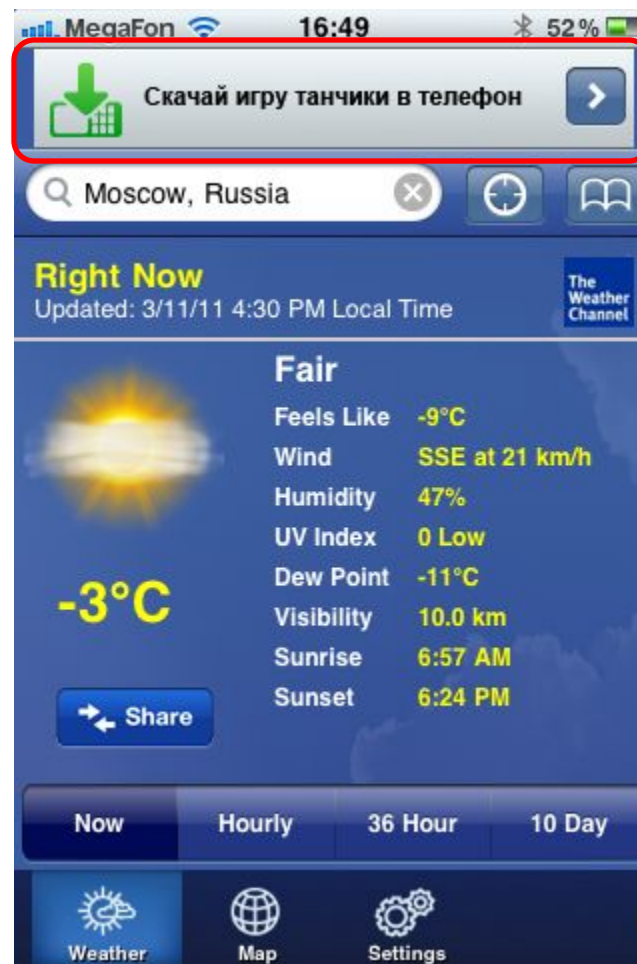 MegaFon 16:49 52%
Скачай игру танчики в телефон
Moscow, Russia
Right Now
Updated: 3/11/11 4:30 PM Local Time
The
Weather
Channel
Fair
Feels Like -9°C
Wind SSE at 21 km/h
Humidity 47%
UV Index 0 Low
Dew Point -11°C
Visibility 10.0 km
Sunrise 6:57 AM
Sunset 6:24 PM
-3°C
Share
Now Hourly 36 Hour 10 Day
Weather Map Settings